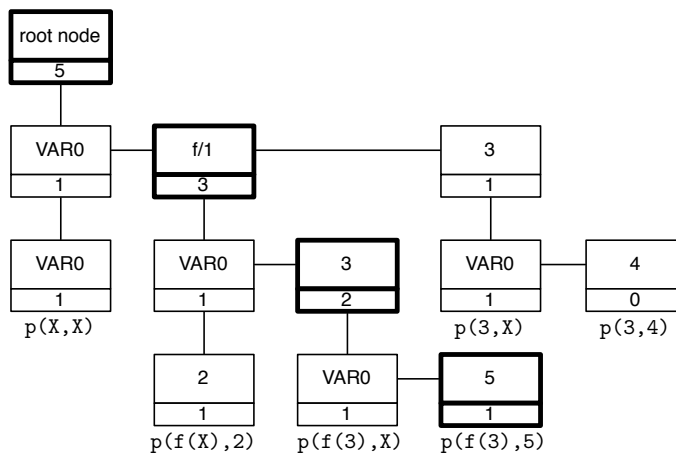 root node
5
VAR0 f/1 3
1 3 1
VAR0 VAR0 3 VAR0 4
1 1 2 1 0
p(X,X) p(3,X) p(3,4)
2 VAR0 5
1 1 1
p(f(X),2) p(f(3),X) p(f(3),5)